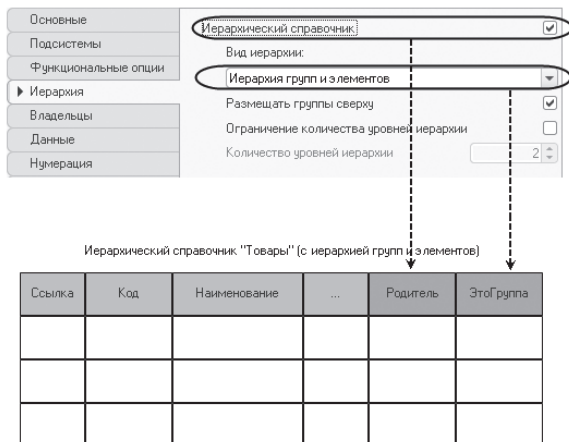 Основные
Подсистемы
Функциональные опции
Иерархия
Владельцы
Данные
Нумерация
Иерархический справочник
Вид иерархии:
Иерархия групп и элементов
Размещать группы сверху
Ограничение количества уровней иерархии
Количество уровней иерархии 2
Иерархический справочник "Товары" (с иерархией групп и элементов)
Ссылка Код Наименование ... Родитель ЭтоГруппа